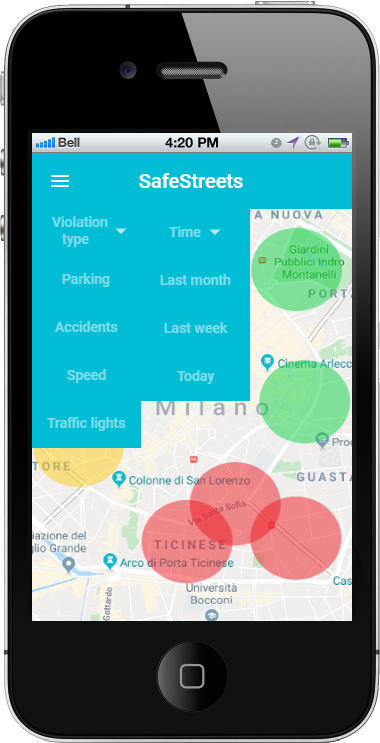 Bell 4:20 PM
SafeStreets
Violation
type
Time
Parking
Last month
Accidents
Last week
Speed
Today
Traffic lights
A NUOVA
Giardini
Pubblici Indro
Montanelli
PORTA
Cinema Arlecc
Milano
Proc
TORE
GUASTA
Colonne di San Lorenzo
Via Santa Sofia
iazione del
glio Grande
TICINESE
Arco di Porta Ticinese
Cas
Università
Bocconi
Gottardo